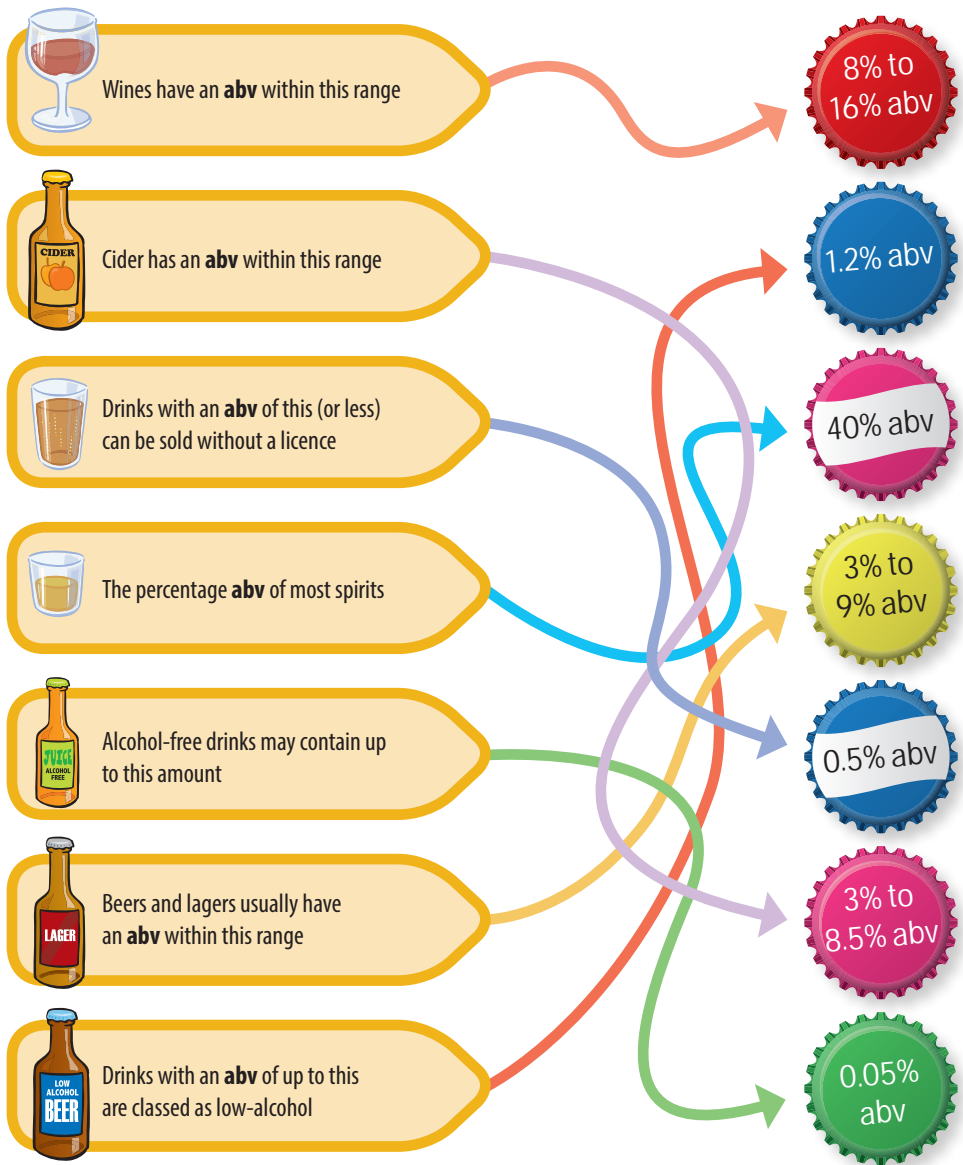 Wines have an abv within this range
8% to
16% abv
CIDER
Cider has an abv within this range
1.2% abv
Drinks with an abv of this (or less)
can be sold without a licence
40% abv
The percentage abv of most spirits
3% to
9% abv
JUICE
ALCOHOL
FREE
Alcohol-free drinks may contain up
to this amount
0.5% abv
LAGER
Beers and lagers usually have
an abv within this range
3% to
8.5% abv
LOW
ALCOHOL
BEER
Drinks with an abv of up to this
are classed as low-alcohol
0.05%
abv